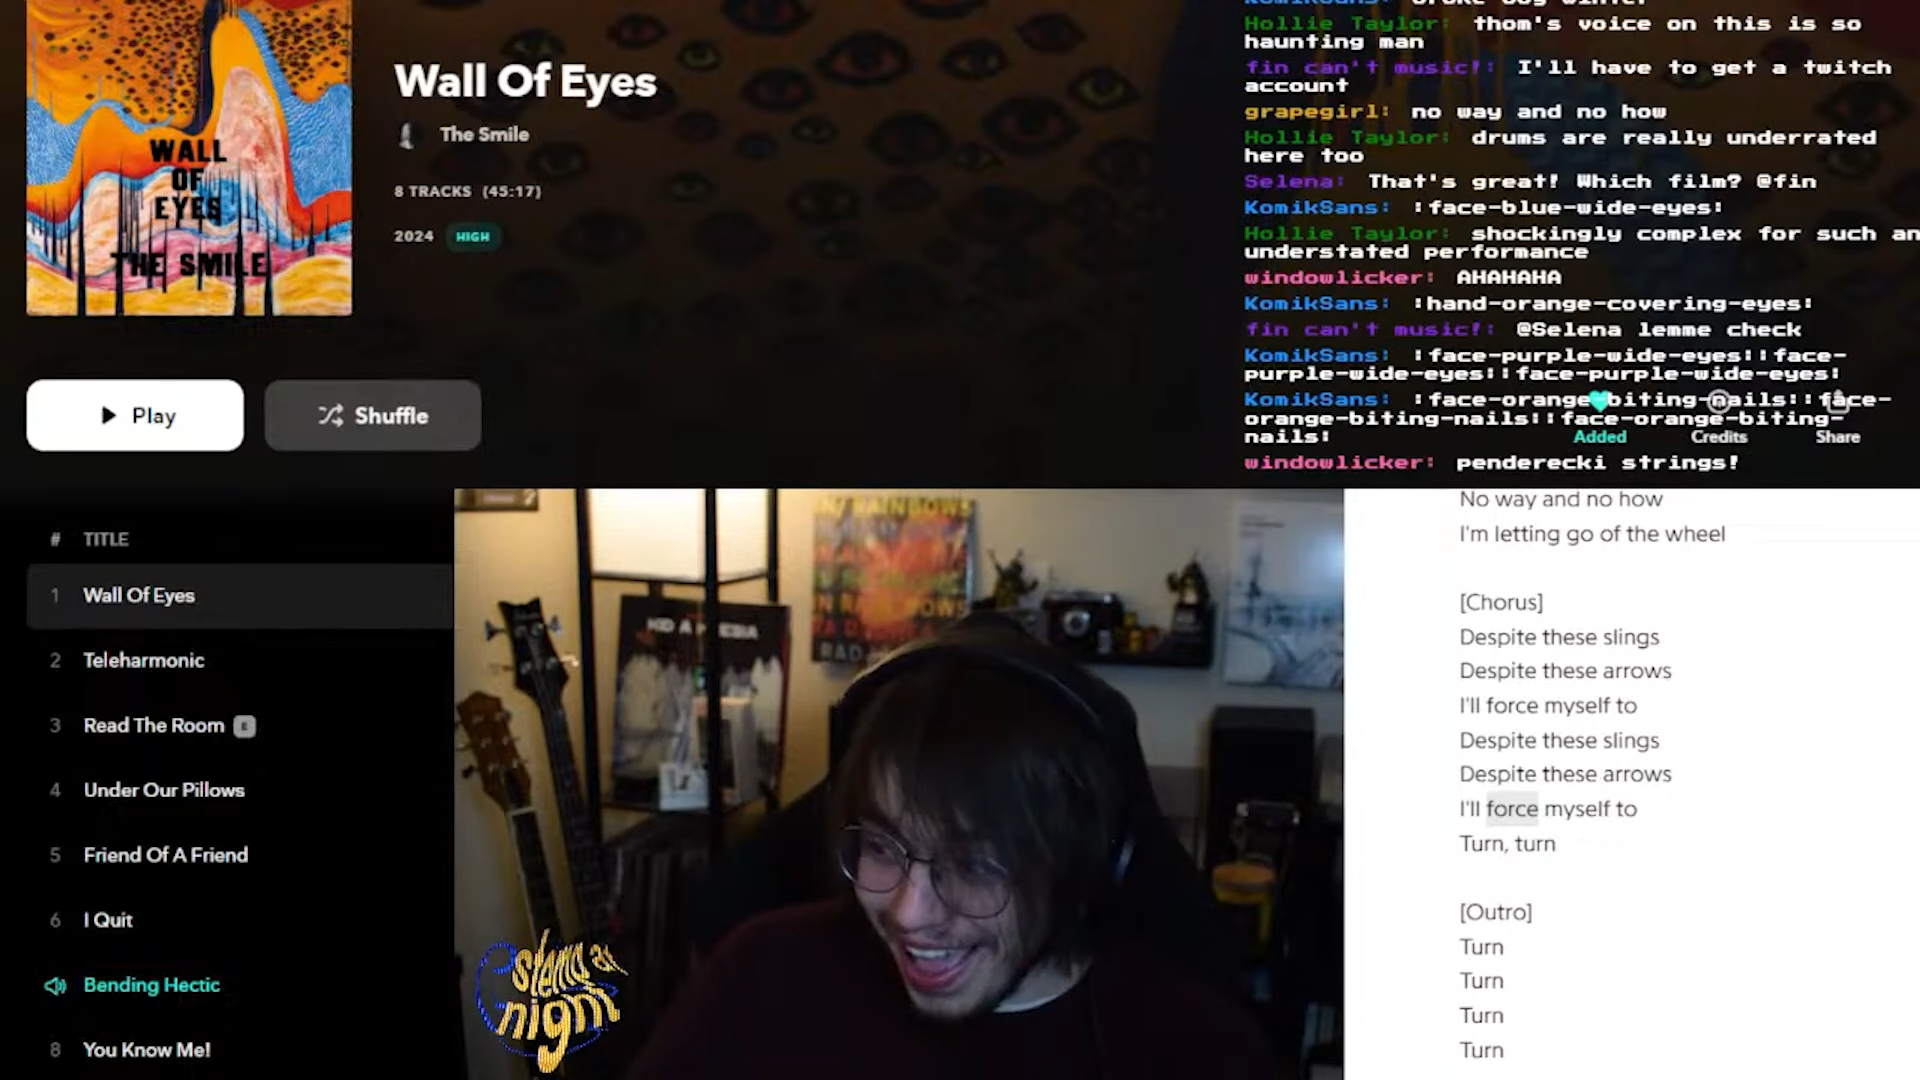 WALL
OF
EYES
THE SMILE
Wall Of Eyes
The Smile
8 TRACKS (45:17)
2024 HIGH
Play
Shuffle
Hollie Taylor: thom's voice on this is so
haunting man
fin can't music!: I'll have to get a twitch
account
grapegirl: no way and no how
Hollie Taylor: drums are really underrated
here too
Selena: That's great! Which film? @fin
KomikSans: :face-blue-wide-eyes:
Hollie Taylor: shockingly complex for such an
understated performance
windowlicker: AHAHAHA
KomikSans: :hand-orange-covering-eyes:
fin can't music!: @Selena lemme check
KomikSans: :face-purple-wide-eyes::face-
purple-wide-eyes::face-purple-wide-eyes:
KomikSans: :face-orange-biting-nails::face-
orange-biting-nails::face-orange-biting-
nails:
Added
Credits
Share
windowlicker: penderecki strings!
# TITLE
1 Wall Of Eyes
2 Teleharmonic
3 Read The Room E
4 Under Our Pillows
5 Friend Of A Friend
6 I Quit
Bending Hectic
8 You Know Me!
IN RAINBOWS
IN RAINBOWS
RAD
night
No way and no how
I'm letting go of the wheel
[Chorus]
Despite these slings
Despite these arrows
I'll force myself to
Despite these slings
Despite these arrows
I'll force myself to
Turn, turn
[Outro]
Turn
Turn
Turn
Turn